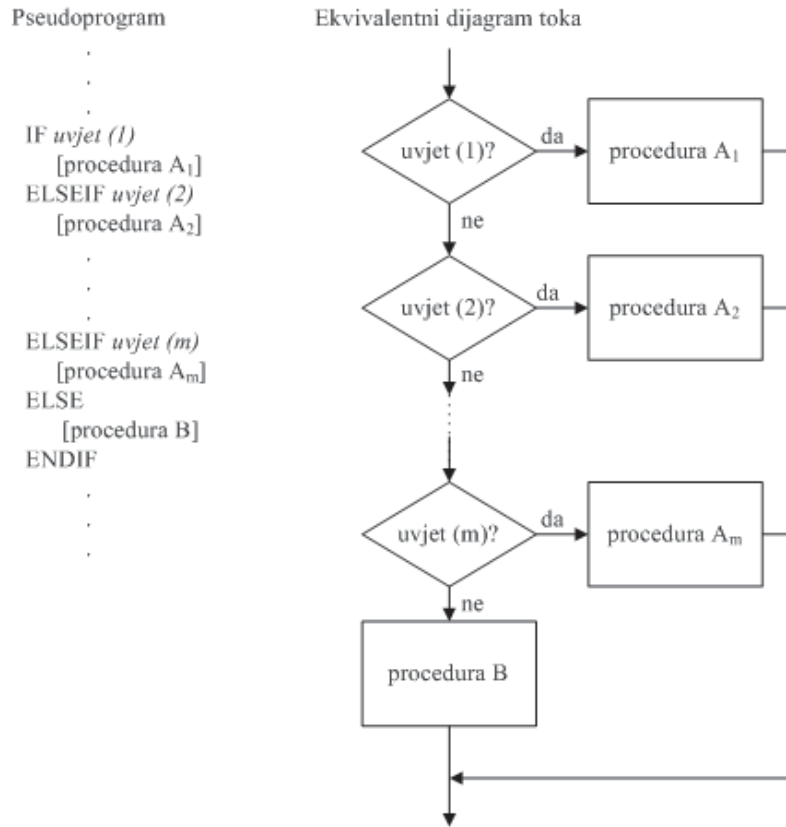 Pseudoprogram
.
.
.
IF uvjet (1)
[procedura A₁]
ELSEIF uvjet (2)
[procedura A₂]
.
.
.
ELSEIF uvjet (m)
[procedura Aₘ]
ELSE
[procedura B]
ENDIF
.
.
.
Ekvivalentni dijagram toka
uvjet (1)?
da
procedura A₁
ne
uvjet (2)?
da
procedura A₂
ne
uvjet (m)?
da
procedura Aₘ
ne
procedura B